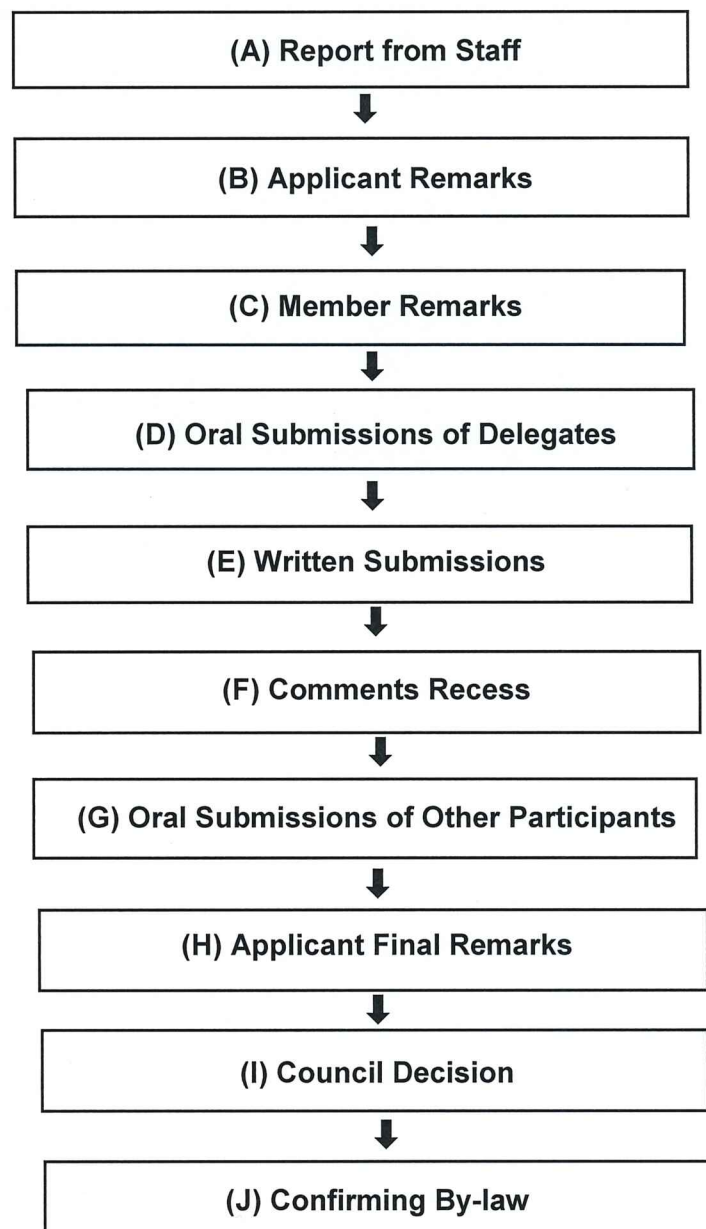 (A) Report from Staff
(B) Applicant Remarks
(C) Member Remarks
(D) Oral Submissions of Delegates
(E) Written Submissions
(F) Comments Recess
(G) Oral Submissions of Other Participants
(H) Applicant Final Remarks
(I) Council Decision
(J) Confirming By-law